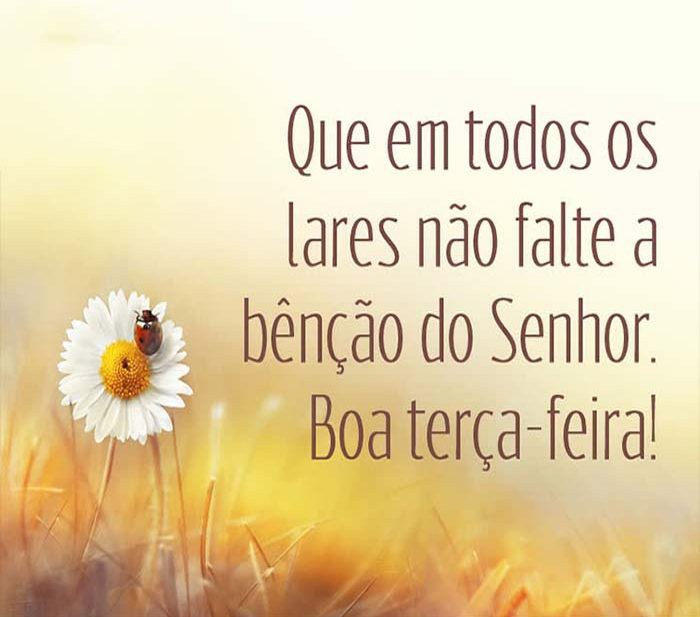 Que em todos os
lares não falte a
bênção do Senhor.
Boa terça-feira!